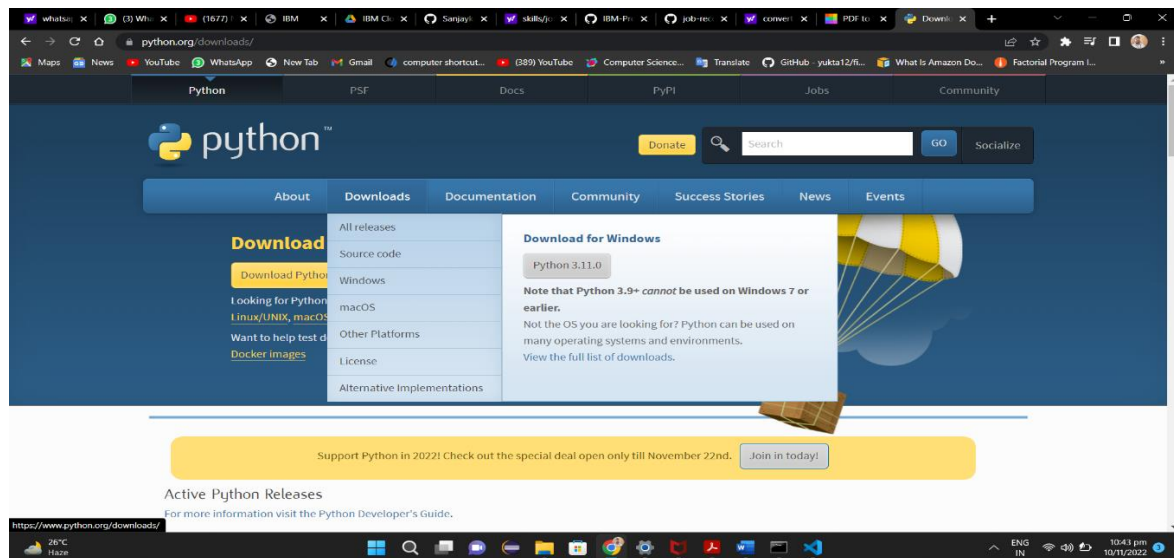 whatsap
(3) Wh
(1677)
IBM
IBM Cl
Sanjayk
skills/jo
IBM-Pr
job-rec
convert
PDF to
Downl
python.org/downloads/
Maps
News
YouTube
WhatsApp
New Tab
Gmail
computer shortcut...
(389) YouTube
Computer Science...
Translate
GitHub - yukta12/fi...
What Is Amazon Do...
Factorial Program I...
Python
PSF
Docs
PyPI
Jobs
Community
python™
Donate
Search
GO
Socialize
About
Downloads
Documentation
Community
Success Stories
News
Events
Download
Download Pytho
Looking for Python
Linux/UNIX, macOS
Want to help test d
Docker images
All releases
Source code
Windows
macOS
Other Platforms
License
Alternative Implementations
Download for Windows
Python 3.11.0
Note that Python 3.9+ cannot be used on Windows 7 or
earlier.
Not the OS you are looking for? Python can be used on
many operating systems and environments.
View the full list of downloads.
Support Python in 2022! Check out the special deal open only till November 22nd.
Join in today!
Active Python Releases
For more information visit the Python Developer's Guide.
https://www.python.org/downloads/
26°C
Haze
ENG
IN
10:43 pm
10/11/2022